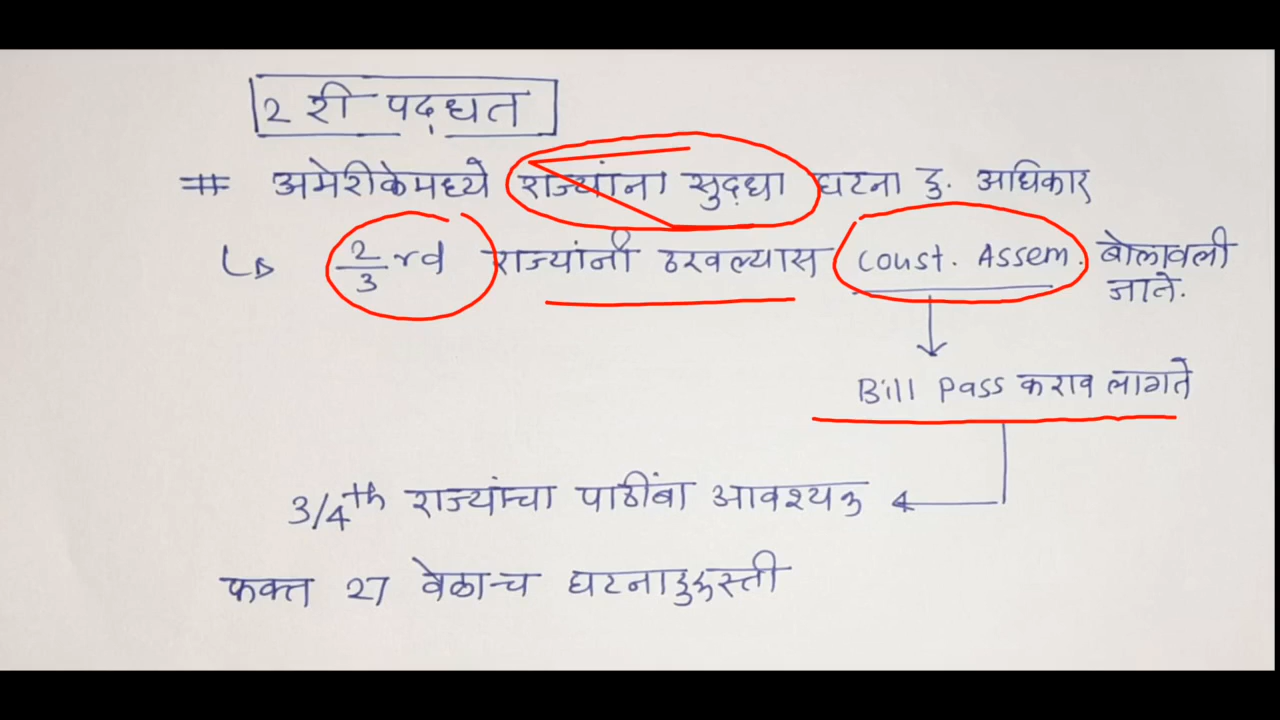 २ री पद्धत
# अमेरीकेमध्ये राज्यांना सुद्धा घटना दु. अधिकार
↳ 2/3 rd राज्यांनी ठरवल्यास Const. Assem. बोलावली जाते.
Bill Pass कराव लागते
3/4th राज्यांचा पाठींबा आवश्यक
फक्त 27 वेळाच घटनादुरुस्ती